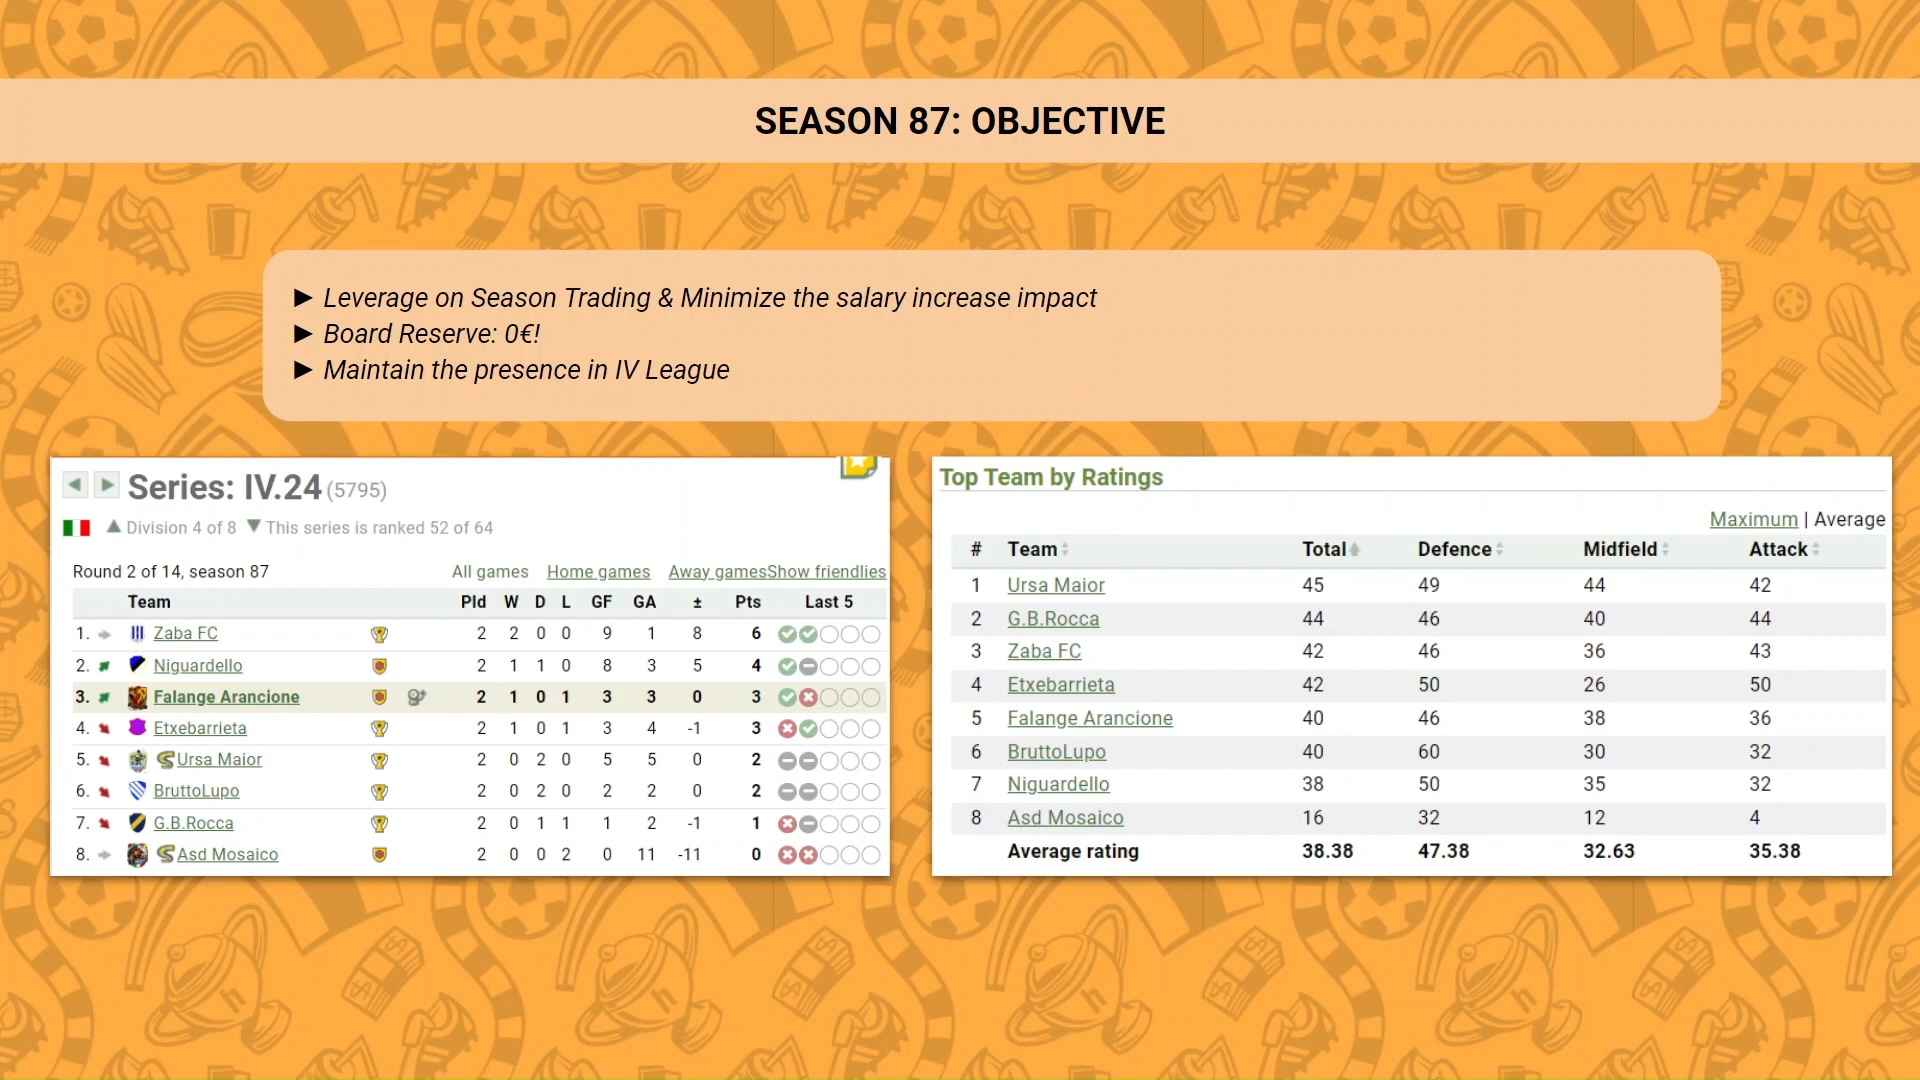 SEASON 87: OBJECTIVE
► Leverage on Season Trading & Minimize the salary increase impact
► Board Reserve: 0€!
► Maintain the presence in IV League
Series: IV.24 (5795)
Division 4 of 8 This series is ranked 52 of 64
Round 2 of 14, season 87 All games Home games Away gamesShow friendlies
Team Pld W D L GF GA ± Pts Last 5
1. Zaba FC 2 2 0 0 9 1 8 6
2. Niguardello 2 1 1 0 8 3 5 4
3. Falange Arancione 2 1 0 1 3 3 0 3
4. Etxebarrieta 2 1 0 1 3 4 -1 3
5. Ursa Maior 2 0 2 0 5 5 0 2
6. BruttoLupo 2 0 2 0 2 2 0 2
7. G.B.Rocca 2 0 1 1 1 2 -1 1
8. Asd Mosaico 2 0 0 2 0 11 -11 0
Top Team by Ratings
Maximum | Average
# Team Total Defence Midfield Attack
1 Ursa Maior 45 49 44 42
2 G.B.Rocca 44 46 40 44
3 Zaba FC 42 46 36 43
4 Etxebarrieta 42 50 26 50
5 Falange Arancione 40 46 38 36
6 BruttoLupo 40 60 30 32
7 Niguardello 38 50 35 32
8 Asd Mosaico 16 32 12 4
Average rating 38.38 47.38 32.63 35.38